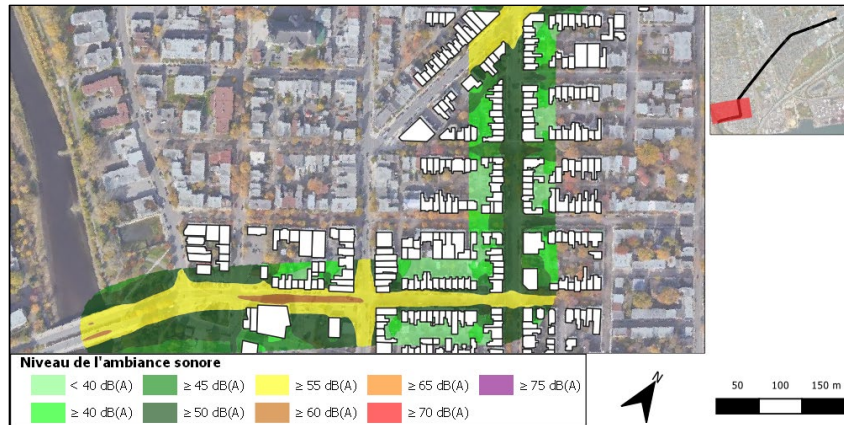 Niveau de l'ambiance sonore
< 40 dB(A) ≥ 45 dB(A) ≥ 55 dB(A) ≥ 65 dB(A) ≥ 75 dB(A)
≥ 40 dB(A) ≥ 50 dB(A) ≥ 60 dB(A) ≥ 70 dB(A)
N
50 100 150 m